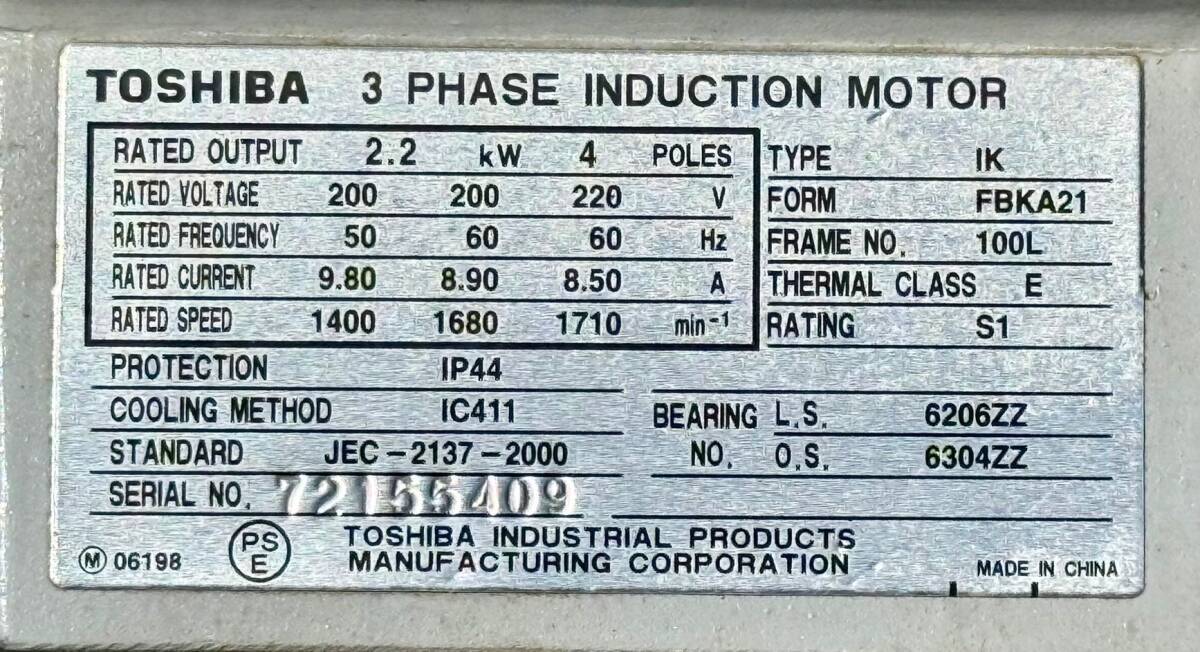 TOSHIBA 3 PHASE INDUCTION MOTOR
RATED OUTPUT 2.2 kW 4 POLES
RATED VOLTAGE 200 200 220 V
RATED FREQUENCY 50 60 60 Hz
RATED CURRENT 9.80 8.90 8.50 A
RATED SPEED 1400 1680 1710 min⁻¹
TYPE IK
FORM FBKA21
FRAME NO. 100L
THERMAL CLASS E
RATING S1
PROTECTION IP44
COOLING METHOD IC411
STANDARD JEC-2137-2000
SERIAL NO. 72155409
BEARING L.S. 6206ZZ
NO. O.S. 6304ZZ
M 06198
PS
E
TOSHIBA INDUSTRIAL PRODUCTS
MANUFACTURING CORPORATION
MADE IN CHINA